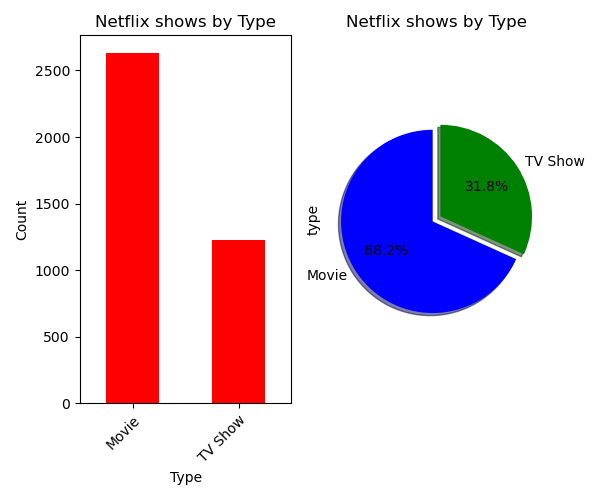 Netflix shows by Type
2500
2000
1500
1000
500
0
Count
Movie
TV Show
Type
Netflix shows by Type
TV Show
31.8%
type
68.2%
Movie